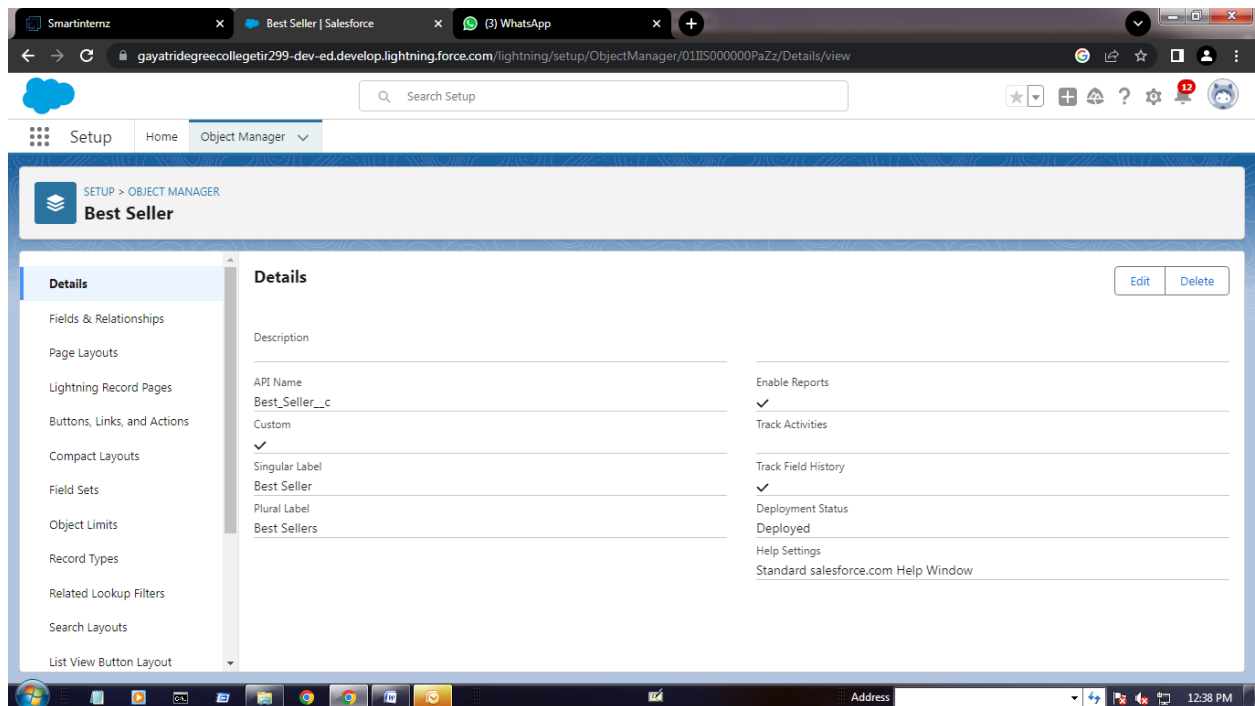 Smartinternz
Best Seller | Salesforce
(3) WhatsApp
gayatridegreecollegetir299-dev-ed.develop.lightning.force.com/lightning/setup/ObjectManager/01IIS000000PaZz/Details/view
Search Setup
12
Setup
Home
Object Manager
SETUP > OBJECT MANAGER
Best Seller
Details
Fields & Relationships
Page Layouts
Lightning Record Pages
Buttons, Links, and Actions
Compact Layouts
Field Sets
Object Limits
Record Types
Related Lookup Filters
Search Layouts
List View Button Layout
Details
Edit
Delete
Description
API Name
Best_Seller__c
Custom
Singular Label
Best Seller
Plural Label
Best Sellers
Enable Reports
Track Activities
Track Field History
Deployment Status
Deployed
Help Settings
Standard salesforce.com Help Window
Address
12:38 PM